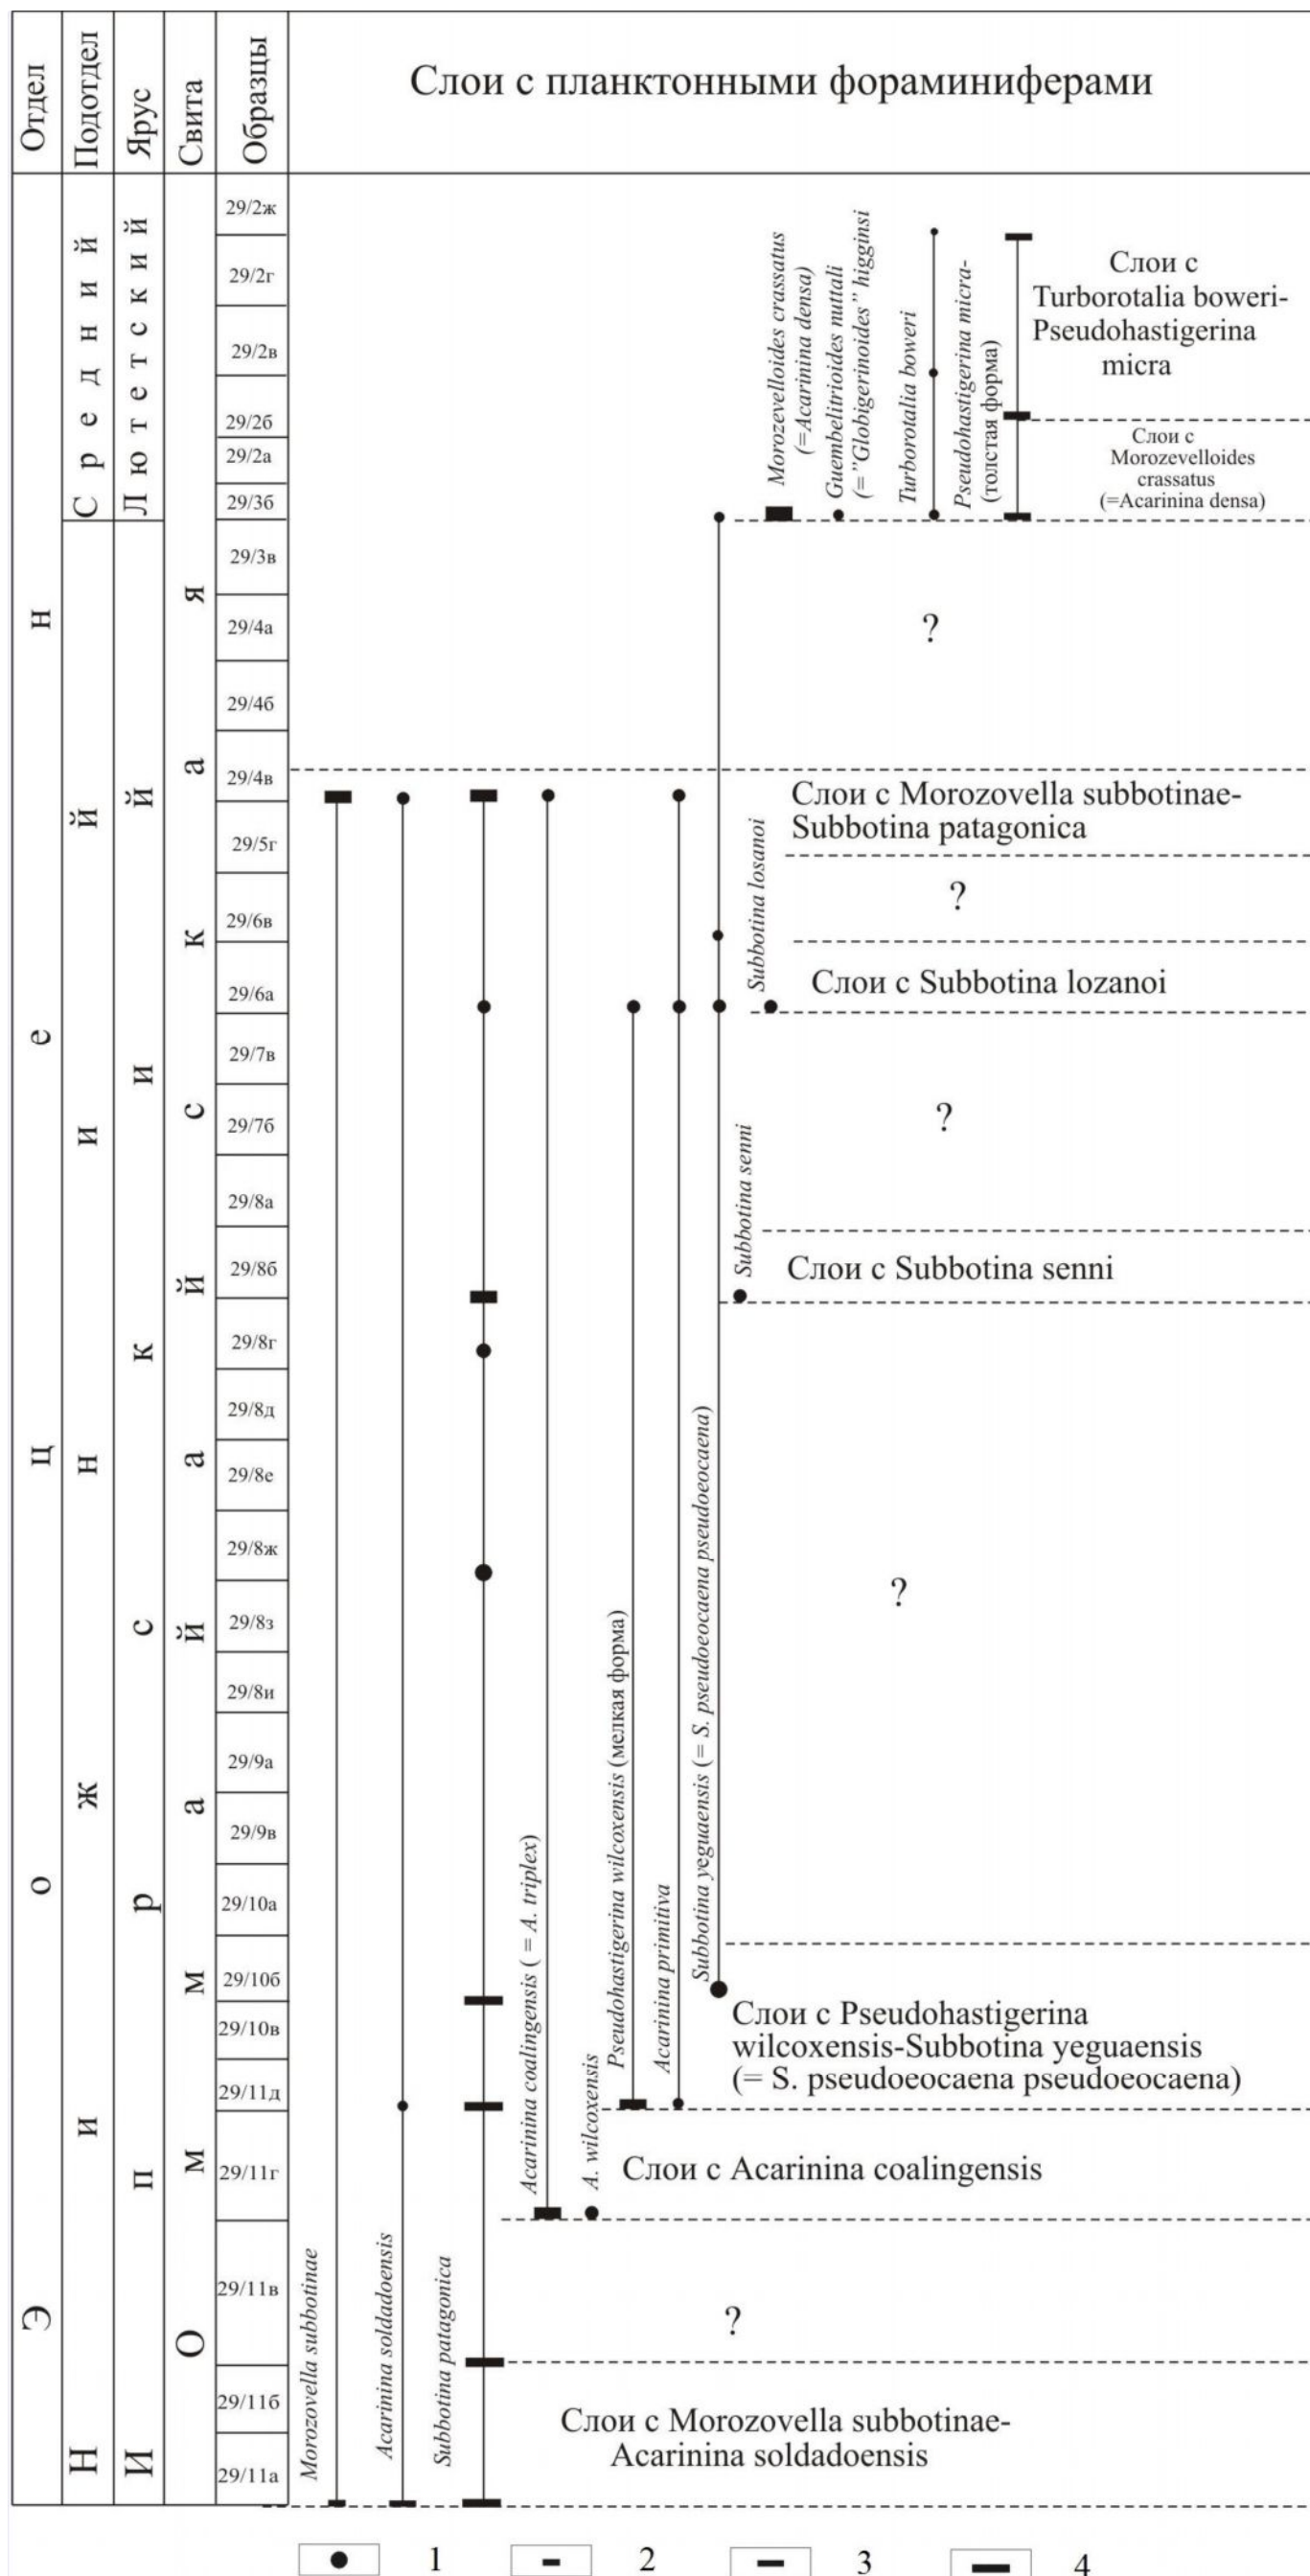 Отдел
Подотдел
Ярус
Свита
Образцы
Слои с планктонными фораминиферами
Эоцен
Нижний
Средний
Ипрский
Лютетский
Оммайская
29/2ж
29/2г
29/2в
29/2б
29/2а
29/3б
29/3в
29/4а
29/4б
29/4в
29/5г
29/6в
29/6а
29/7в
29/7б
29/8а
29/8б
29/8г
29/8д
29/8е
29/8ж
29/8з
29/8и
29/9а
29/9в
29/10а
29/10б
29/10в
29/11д
29/11г
29/11в
29/11б
29/11а
Morozovella subbotinae
Acarinina soldadoensis
Subbotina patagonica
Acarinina coalingensis ( = A. triplex)
A. wilcoxensis
Pseudohastigerina wilcoxensis (мелкая форма)
Acarinina primitiva
Subbotina yeguaensis (= S. pseudoeocaena pseudoeocaena)
Subbotina senni
Subbotina losanoi
Morozevelloides crassatus
(=Acarinina densa)
Guembelitrioides nuttali
(= "Globigerinoides" higginsi
Turborotalia boweri
Pseudohastigerina micra-
(толстая форма)
Слои с
Turborotalia boweri-
Pseudohastigerina
micra
Слои с
Morozevelloides
crassatus
(=Acarinina densa)
?
Слои с Morozovella subbotinae-
Subbotina patagonica
?
Слои с Subbotina lozanoi
?
Слои с Subbotina senni
?
Слои с Pseudohastigerina
wilcoxensis-Subbotina yeguaensis
(= S. pseudoeocaena pseudoeocaena)
Слои с Acarinina coalingensis
?
Слои с Morozovella subbotinae-
Acarinina soldadoensis
1 2 3 4